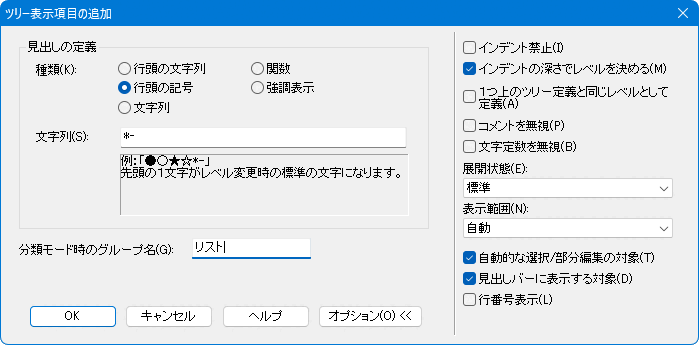 ツリー表示項目の追加
見出しの定義
種類(K):
行頭の文字列
関数
行頭の記号
強調表示
文字列
文字列(S):
*-
例:「●○★☆*-」
先頭の1文字がレベル変更時の標準の文字になります。
分類モード時のグループ名(G):
リスト
OK
キャンセル
ヘルプ
オプション(O) <<
インデント禁止(I)
インデントの深さでレベルを決める(M)
1つ上のツリー定義と同じレベルとして
定義(A)
コメントを無視(P)
文字定数を無視(B)
展開状態(E):
標準
表示範囲(N):
自動
自動的な選択/部分編集の対象(T)
見出しバーに表示する対象(D)
行番号表示(L)